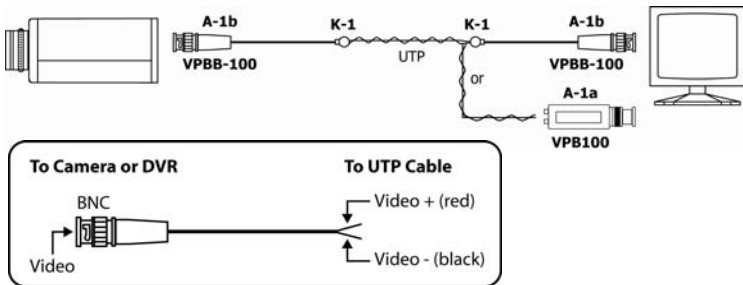 A-1b K-1 K-1 A-1b
VPBB-100 UTP VPBB-100
or
A-1a
VPB100
To Camera or DVR To UTP Cable
BNC Video + (red)
Video Video - (black)